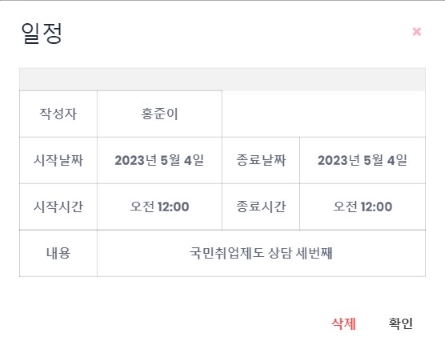 일정
작성자 홍준이
시작날짜 2023년 5월 4일 종료날짜 2023년 5월 4일
시작시간 오전 12:00 종료시간 오전 12:00
내용 국민취업제도 상담 세번째
삭제 확인